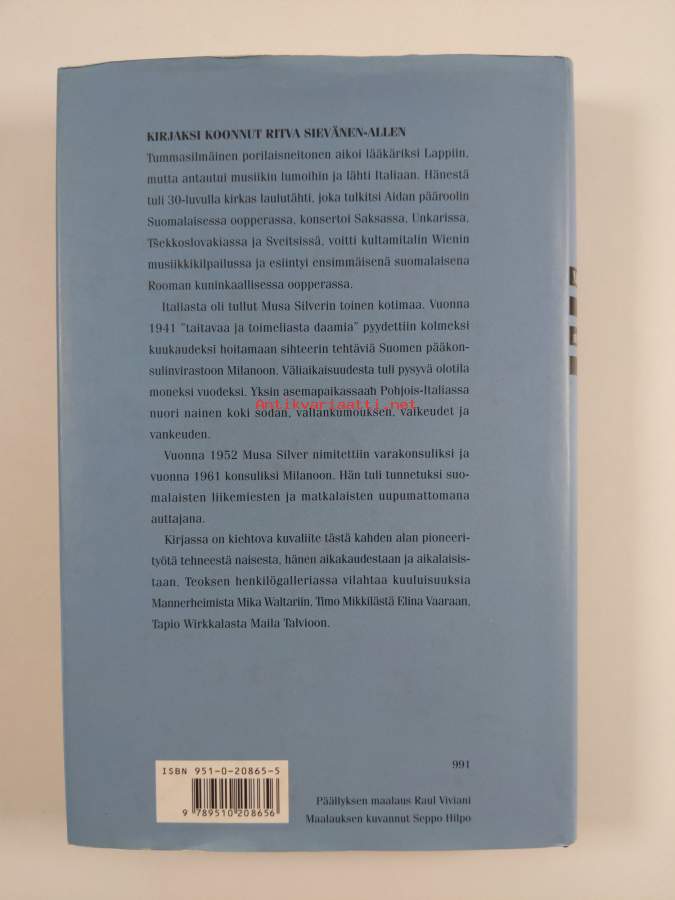 KIRJAKSI KOONNUT RITVA SIEVÄNEN-ALLEN
Tummasilmäinen porilaisneitonen aikoi lääkäriksi Lappiin,
mutta antautui musiikin lumoihin ja lähti Italiaan. Hänestä
tuli 30-luvulla kirkas laulutähti, joka tulkitsi Aidan pääroolin
Suomalaisessa oopperassa, konsertoi Saksassa, Unkarissa,
Tšekkoslovakiassa ja Sveitsissä, voitti kultamitalin Wienin
musiikkikilpailussa ja esiintyi ensimmäisenä suomalaisena
Rooman kuninkaallisessa oopperassa.
Italiasta oli tullut Musa Silverin toinen kotimaa. Vuonna
1941 "taitavaa ja toimeliasta daamia" pyydettiin kolmeksi
kuukaudeksi hoitamaan sihteerin tehtäviä Suomen pääkon-
sulinvirastoon Milanoon. Väliaikaisuudesta tuli pysyvä olotila
moneksi vuodeksi. Yksin asemapaikassaan Pohjois-Italiassa
Antikvariaatti.net
nuori nainen koki sodan, vallankumouksen, vaikeudet ja
vankeuden.
Vuonna 1952 Musa Silver nimitettiin varakonsuliksi ja
vuonna 1961 konsuliksi Milanoon. Hän tuli tunnetuksi suo-
malaisten liikemiesten ja matkalaisten uupumattomana
auttajana.
Kirjassa on kiehtova kuvaliite tästä kahden alan pioneeri-
työtä tehneestä naisesta, hänen aikakaudestaan ja aikalaisis-
taan. Teoksen henkilögalleriassa vilahtaa kuuluisuuksia
Mannerheimista Mika Waltariin, Timo Mikkilästä Elina Vaaraan,
Tapio Wirkkalasta Maila Talvioon.
ISBN 951-0-20865-5
9 789510 208656
991
Päällyksen maalaus Raul Viviani
Maalauksen kuvannut Seppo Hilpo